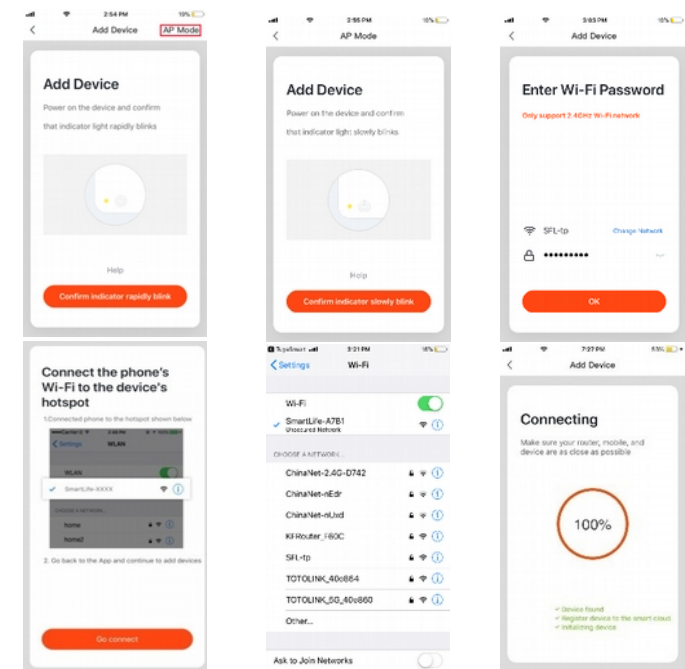 2:54 PM
19%
Add Device
AP Mode
Add Device
Power on the device and confirm
that indicator light rapidly blinks
Help
Confirm indicator rapidly blink
2:55 PM
AP Mode
Add Device
Power on the device and confirm
that indicator light slowly blinks
Help
Confirm indicator slowly blink
3:03 PM
Add Device
Enter Wi-Fi Password
Only support 2.4GHz Wi-Fi network
SFL-tp
Change Network
OK
Connect the phone's
Wi-Fi to the device's
hotspot
1.Connected phone to the hotspot shown below
Settings
WLAN
WLAN
SmartLife-XXXX
CHOOSE A NETWORK...
home
home2
2. Go back to the App and continue to add devices
Go connect
3:21 PM
Settings
Wi-Fi
Wi-Fi
SmartLife-A7B1
Unsecured Network
CHOOSE A NETWORK...
ChinaNet-2.4G-D742
ChinaNet-nEdr
ChinaNet-nUxd
KFRouter_F60C
SFL-tp
TOTOLINK_40c864
TOTOLINK_5G_40c860
Other...
Ask to Join Networks
7:27 PM
Add Device
Connecting
Make sure your router, mobile, and
device are as close as possible
100%
Device found
Register device to the smart cloud
Initializing device